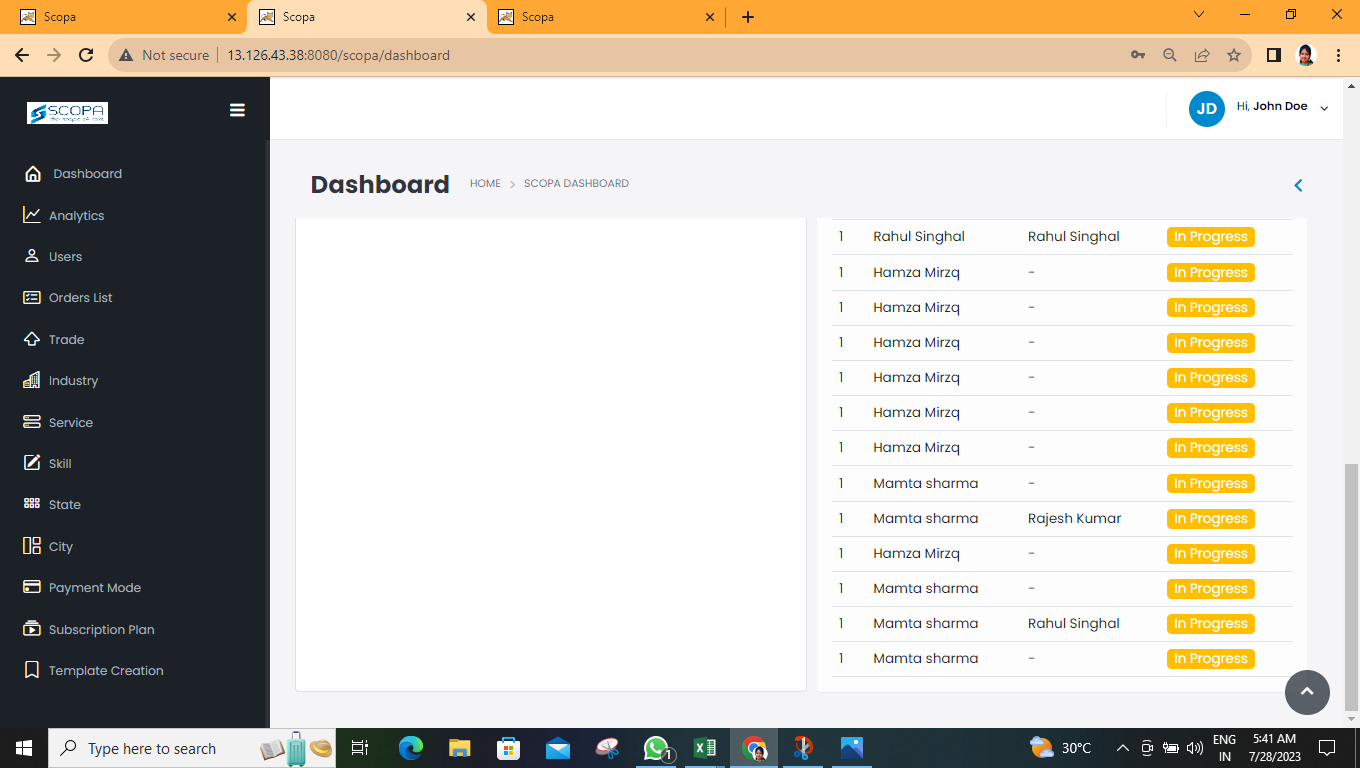 Scopa
Scopa
Scopa
Not secure
13.126.43.38:8080/scopa/dashboard
SCOPA
JD
Hi, John Doe
Dashboard
Analytics
Users
Orders List
Trade
Industry
Service
Skill
State
City
Payment Mode
Subscription Plan
Template Creation
Dashboard HOME SCOPA DASHBOARD
1 Rahul Singhal Rahul Singhal In Progress
1 Hamza Mirzq - In Progress
1 Hamza Mirzq - In Progress
1 Hamza Mirzq - In Progress
1 Hamza Mirzq - In Progress
1 Hamza Mirzq - In Progress
1 Hamza Mirzq - In Progress
1 Mamta sharma - In Progress
1 Mamta sharma Rajesh Kumar In Progress
1 Hamza Mirzq - In Progress
1 Mamta sharma - In Progress
1 Mamta sharma Rahul Singhal In Progress
1 Mamta sharma - In Progress
Type here to search
1
30°C
ENG
IN
5:41 AM
7/28/2023